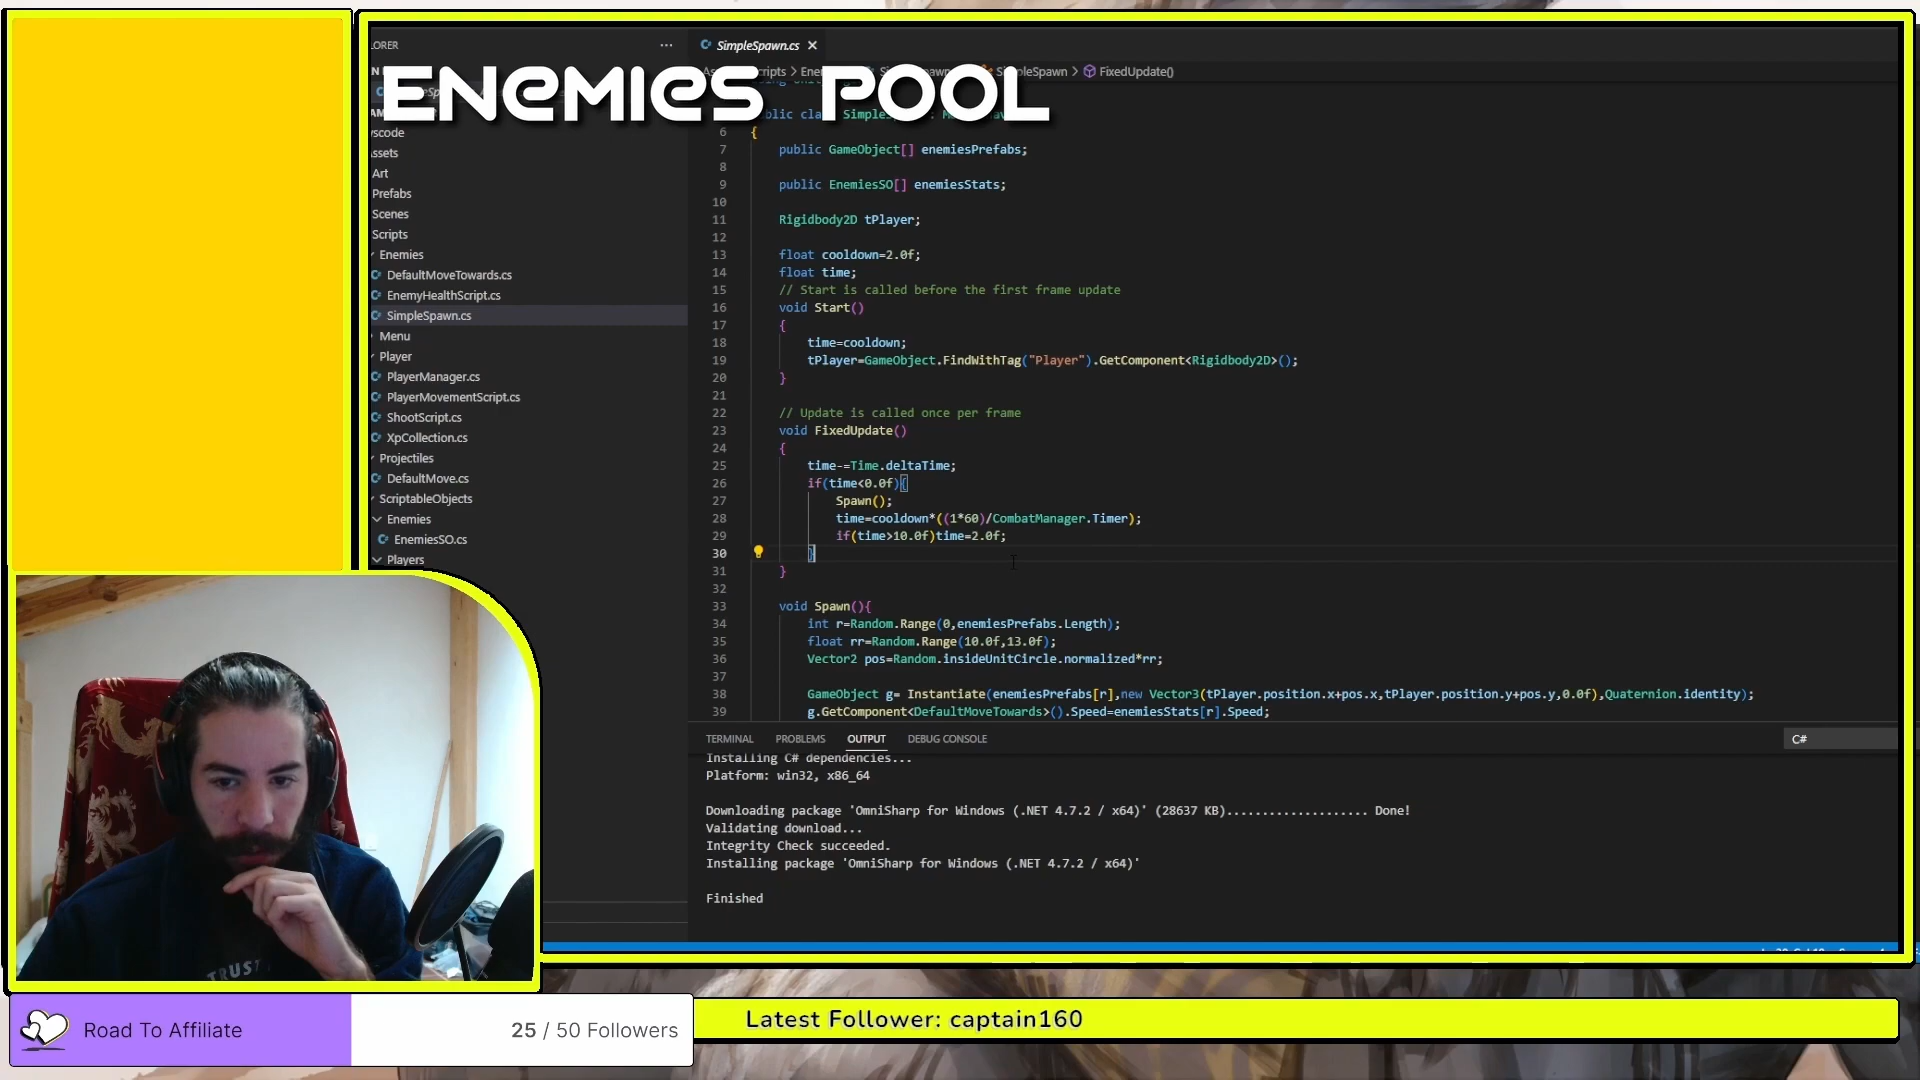 ENEMIES POOL
LORER
SimpleSpawn.cs
SimpleSpawn > FixedUpdate()
vscode
Assets
Art
Prefabs
Scenes
Scripts
Enemies
DefaultMoveTowards.cs
EnemyHealthScript.cs
SimpleSpawn.cs
Menu
Player
PlayerManager.cs
PlayerMovementScript.cs
ShootScript.cs
XpCollection.cs
Projectiles
DefaultMove.cs
ScriptableObjects
Enemies
EnemiesSO.cs
Players
6 {
7 public GameObject[] enemiesPrefabs;
8
9 public EnemiesSO[] enemiesStats;
10
11 Rigidbody2D tPlayer;
12
13 float cooldown=2.0f;
14 float time;
15 // Start is called before the first frame update
16 void Start()
17 {
18 time=cooldown;
19 tPlayer=GameObject.FindWithTag("Player").GetComponent<Rigidbody2D>();
20 }
21
22 // Update is called once per frame
23 void FixedUpdate()
24 {
25 time-=Time.deltaTime;
26 if(time<0.0f){
27 Spawn();
28 time=cooldown*((1*60)/CombatManager.Timer);
29 if(time>10.0f)time=2.0f;
30 }
31 }
32
33 void Spawn(){
34 int r=Random.Range(0,enemiesPrefabs.Length);
35 float rr=Random.Range(10.0f,13.0f);
36 Vector2 pos=Random.insideUnitCircle.normalized*rr;
37
38 GameObject g= Instantiate(enemiesPrefabs[r],new Vector3(tPlayer.position.x+pos.x,tPlayer.position.y+pos.y,0.0f),Quaternion.identity);
39 g.GetComponent<DefaultMoveTowards>().Speed=enemiesStats[r].Speed;
TERMINAL PROBLEMS OUTPUT DEBUG CONSOLE C#
Installing C# dependencies...
Platform: win32, x86_64
Downloading package 'OmniSharp for Windows (.NET 4.7.2 / x64)' (28637 KB).................... Done!
Validating download...
Integrity Check succeeded.
Installing package 'OmniSharp for Windows (.NET 4.7.2 / x64)'
Finished
TRUST
Road To Affiliate 25 / 50 Followers
Latest Follower: captain160